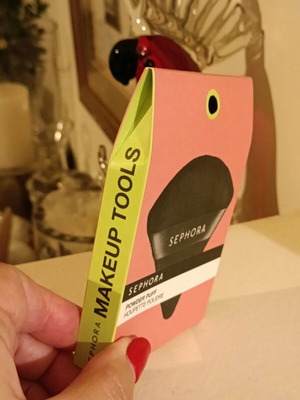 SEPHORA MAKEUP TOOLS
SEPHORA
SEPHORA
POWDER PUFF
HOUPETTE POUDRE